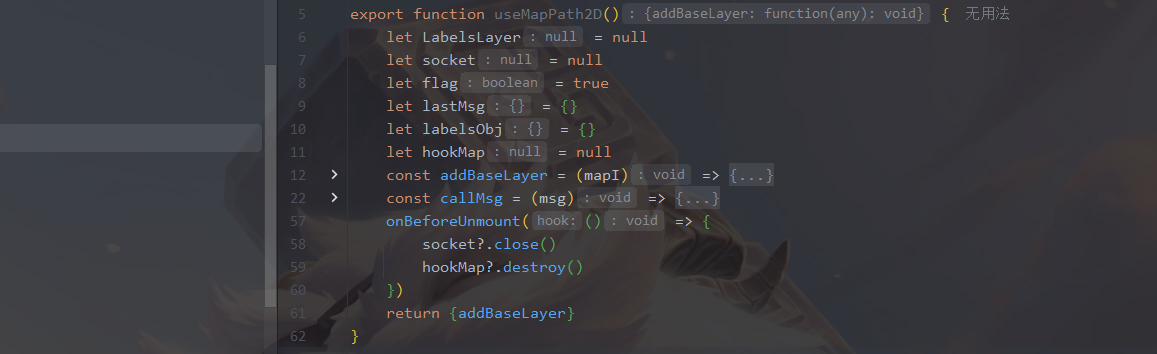 5 export function useMapPath2D() : {addBaseLayer: function(any): void} { 无用法
6 let LabelsLayer : null = null
7 let socket : null = null
8 let flag : boolean = true
9 let lastMsg : {} = {}
10 let labelsObj : {} = {}
11 let hookMap : null = null
12 const addBaseLayer = (mapI) : void => {...}
22 const callMsg = (msg) : void => {...}
57 onBeforeUnmount( hook: () : void => {
58 socket?.close()
59 hookMap?.destroy()
60 })
61 return {addBaseLayer}
62 }